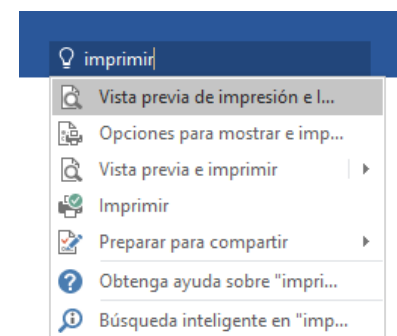 imprimir
Vista previa de impresión e I...
Opciones para mostrar e imp...
Vista previa e imprimir
Imprimir
Preparar para compartir
Obtenga ayuda sobre "impri...
Búsqueda inteligente en "imp...